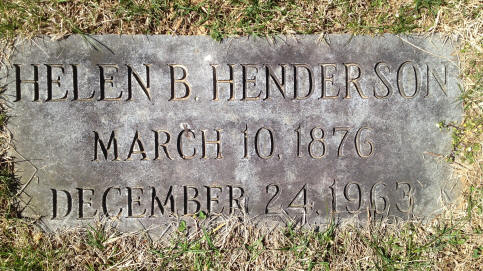 HELEN B. HENDERSON
MARCH 10, 1876
DECEMBER 24, 1963